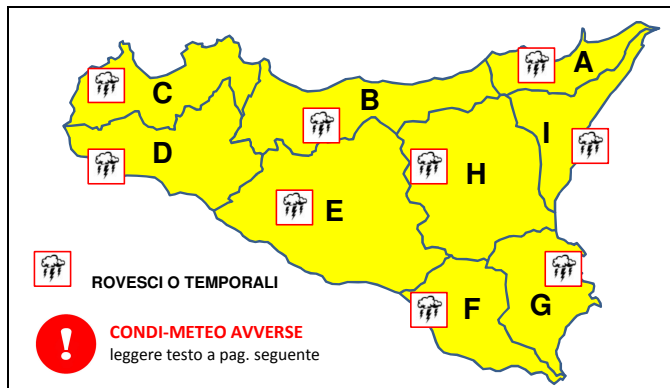 A
B
C
I
D
H
E
ROVESCI O TEMPORALI
F
G
!
CONDI-METEO AVVERSE
leggere testo a pag. seguente